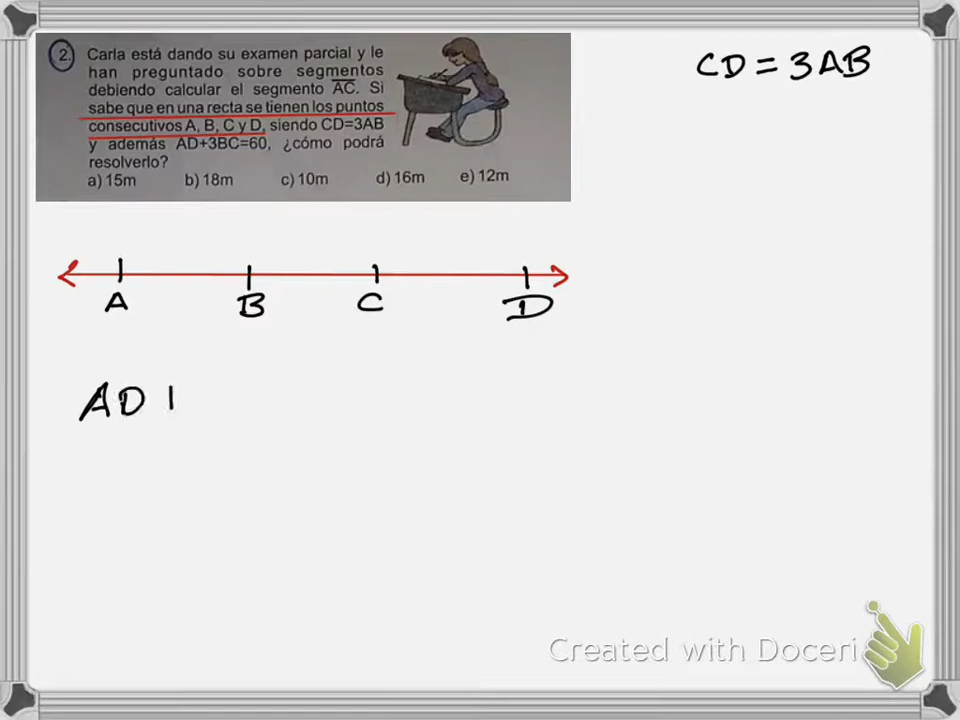 2. Carla está dando su examen parcial y le
han preguntado sobre segmentos
debiendo calcular el segmento AC. Si
sabe que en una recta se tienen los puntos
consecutivos A, B, C y D, siendo CD=3AB
y además AD+3BC=60, ¿cómo podrá
resolverlo?
a) 15m b) 18m c) 10m d) 16m e) 12m
CD = 3AB
A B C D
AD
Created with Doceri